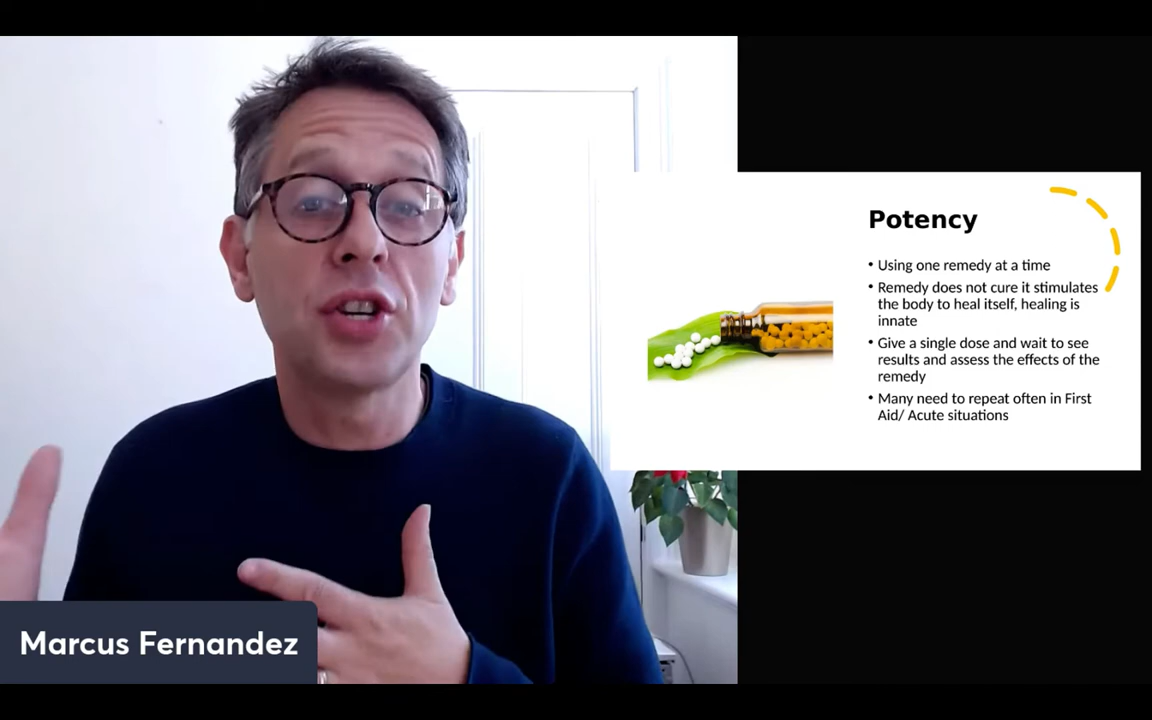 Potency
• Using one remedy at a time
• Remedy does not cure it stimulates
the body to heal itself, healing is
innate
• Give a single dose and wait to see
results and assess the effects of the
remedy
• Many need to repeat often in First
Aid/ Acute situations
Marcus Fernandez